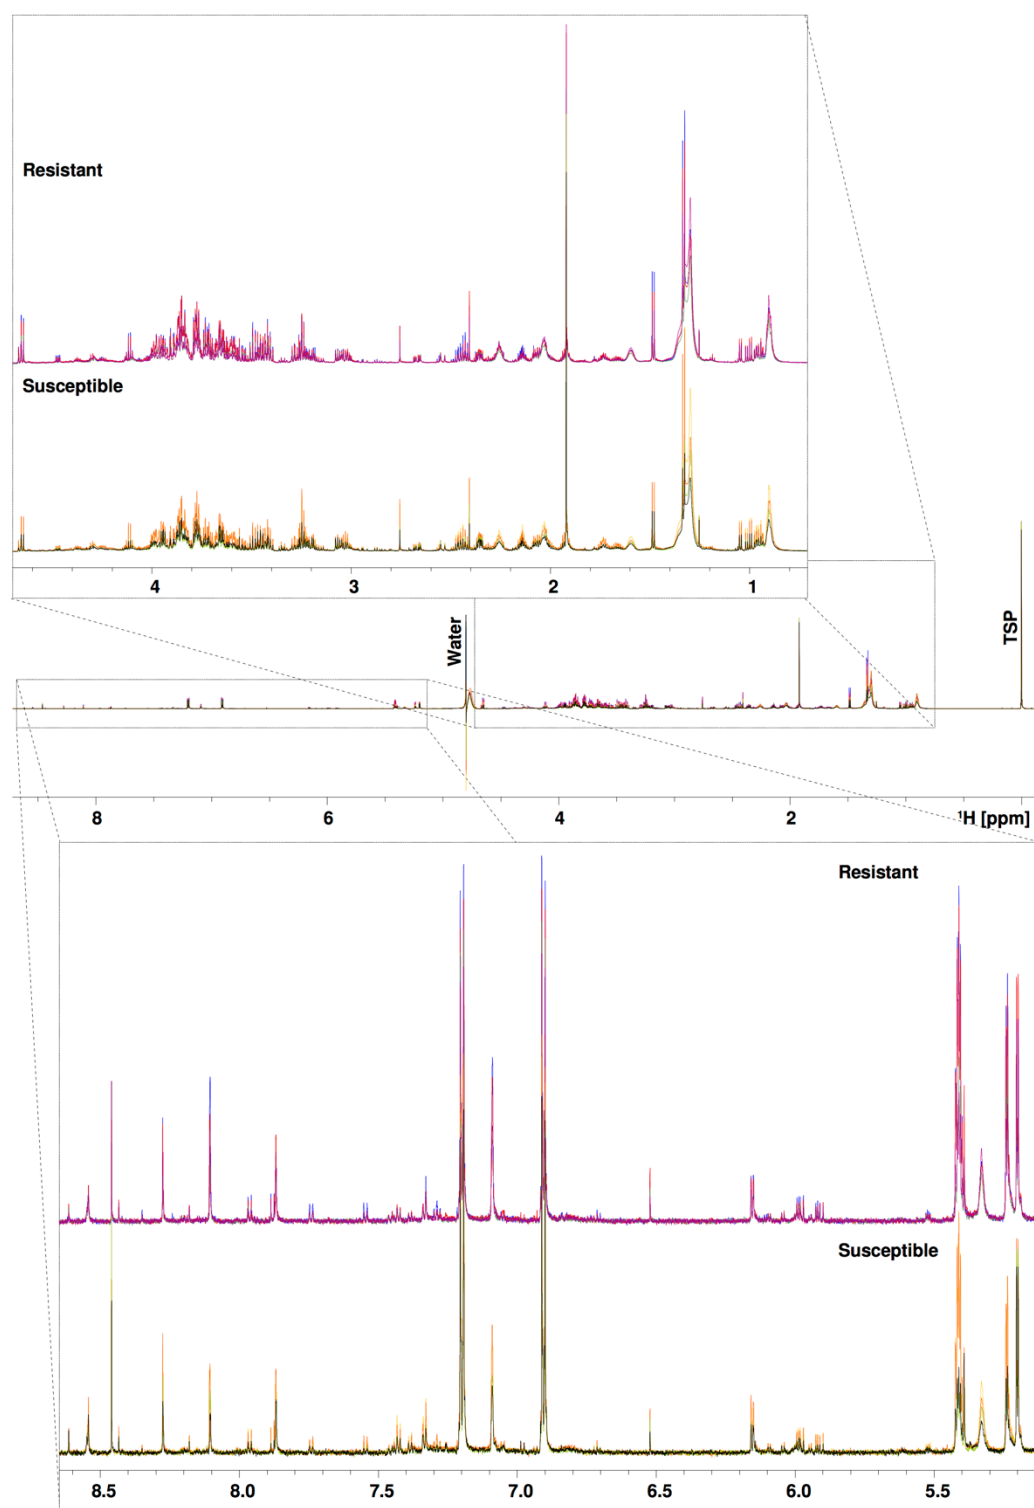 Resistant
Susceptible
4 3 2 1
Water
TSP
8 6 4 2 ¹H [ppm]
Resistant
Susceptible
8.5 8.0 7.5 7.0 6.5 6.0 5.5